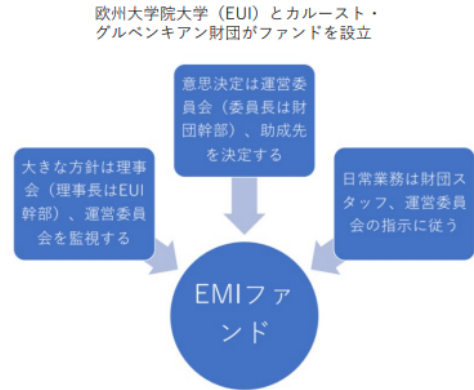 欧州大学院大学（EUI）とカルースト・
グルベンキアン財団がファンドを設立
意思決定は運営委
員会（委員長は財
団幹部）、助成先
を決定する
大きな方針は理事
会（理事長はEUI
幹部）、運営委員
会を監視する
日常業務は財団ス
タッフ、運営委員
会の指示に従う
EMIファ
ンド